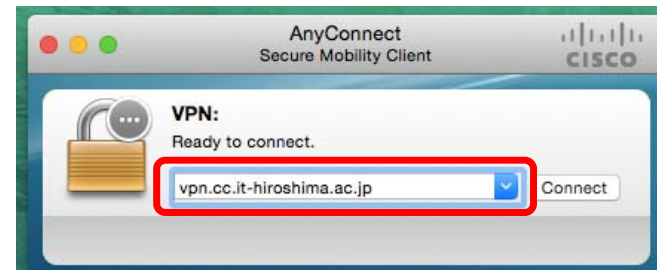 AnyConnect
Secure Mobility Client
CISCO
VPN:
Ready to connect.
vpn.cc.it-hiroshima.ac.jp
Connect